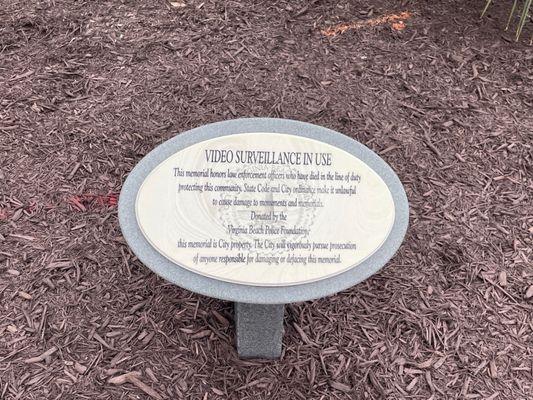 VIDEO SURVEILLANCE IN USE
This memorial honors law enforcement officers who have died in the line of duty
protecting this community. State Code and City ordinance make it unlawful
to cause damage to monuments and memorials.
Donated by the
Virginia Beach Police Foundation,
this memorial is City property. The City will vigorously pursue prosecution
of anyone responsible for damaging or defacing this memorial.